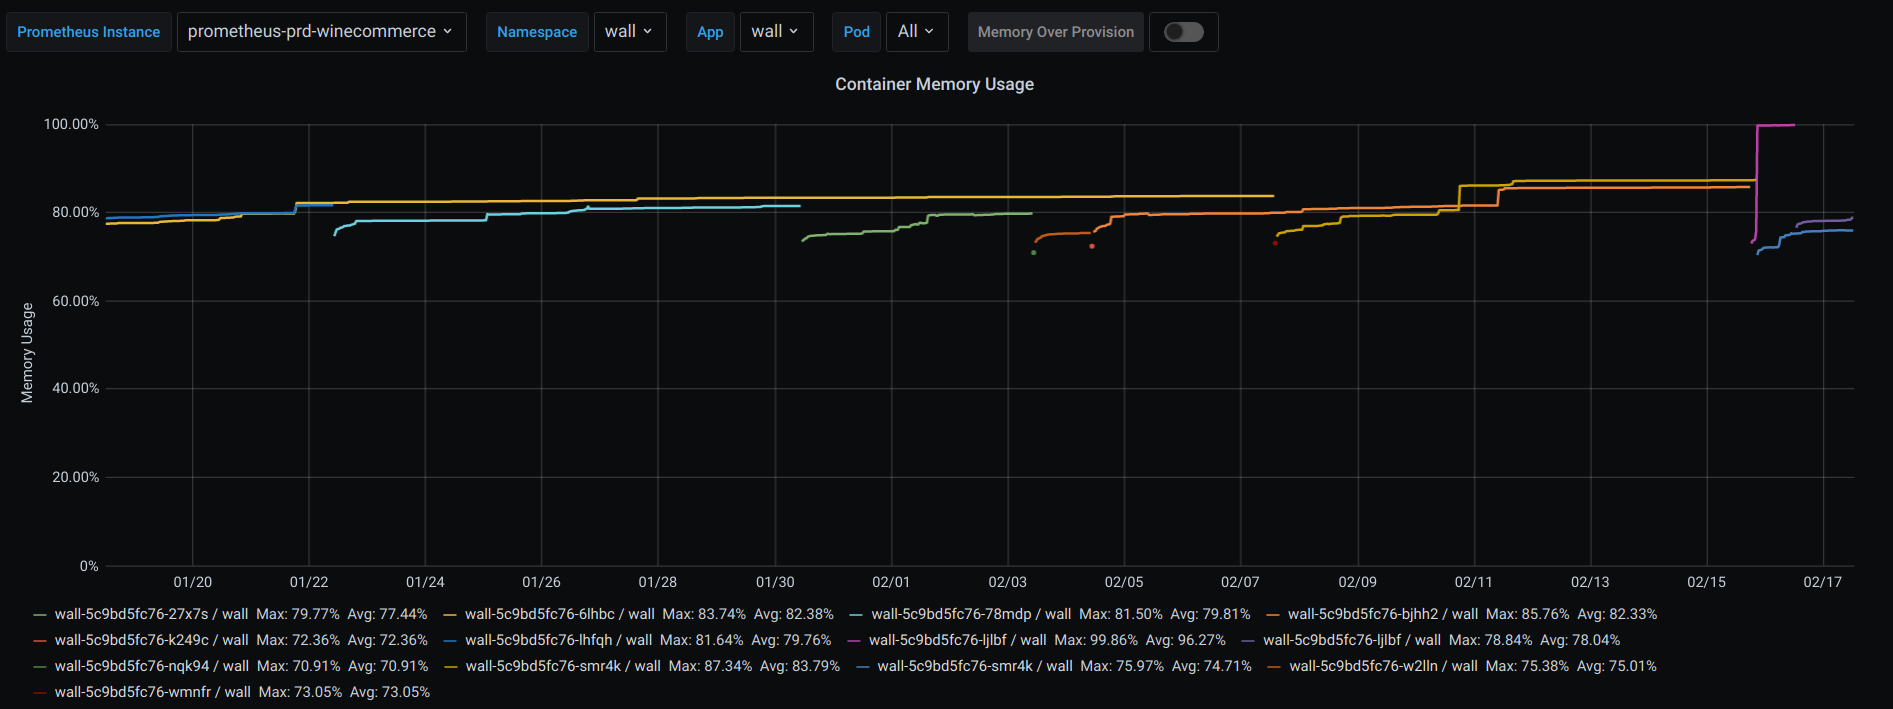 Prometheus Instance prometheus-prd-winecommerce Namespace wall App wall Pod All Memory Over Provision
Container Memory Usage
Memory Usage
100.00%
80.00%
60.00%
40.00%
20.00%
0%
01/20 01/22 01/24 01/26 01/28 01/30 02/01 02/03 02/05 02/07 02/09 02/11 02/13 02/15 02/17
wall-5c9bd5fc76-27x7s / wall Max: 79.77% Avg: 77.44% wall-5c9bd5fc76-6lhbc / wall Max: 83.74% Avg: 82.38% wall-5c9bd5fc76-78mdp / wall Max: 81.50% Avg: 79.81% wall-5c9bd5fc76-bjhh2 / wall Max: 85.76% Avg: 82.33%
wall-5c9bd5fc76-k249c / wall Max: 72.36% Avg: 72.36% wall-5c9bd5fc76-lhfqh / wall Max: 81.64% Avg: 79.76% wall-5c9bd5fc76-ljlbf / wall Max: 99.86% Avg: 96.27% wall-5c9bd5fc76-ljlbf / wall Max: 78.84% Avg: 78.04%
wall-5c9bd5fc76-nqk94 / wall Max: 70.91% Avg: 70.91% wall-5c9bd5fc76-smr4k / wall Max: 87.34% Avg: 83.79% wall-5c9bd5fc76-smr4k / wall Max: 75.97% Avg: 74.71% wall-5c9bd5fc76-w2lln / wall Max: 75.38% Avg: 75.01%
wall-5c9bd5fc76-wmnfr / wall Max: 73.05% Avg: 73.05%